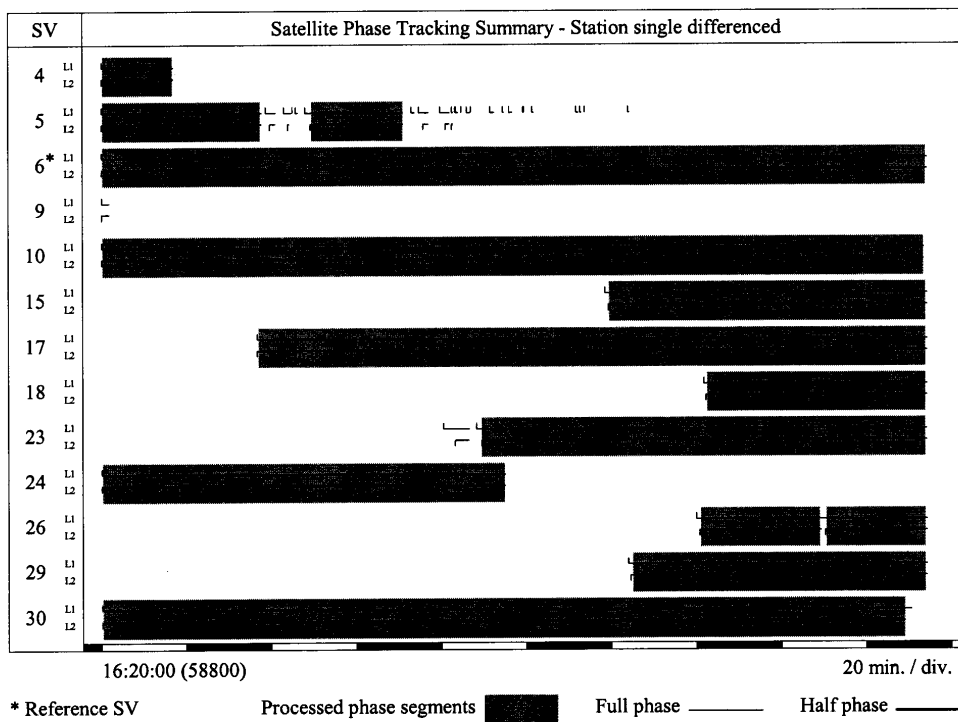 SV Satellite Phase Tracking Summary - Station single differenced
4 L1
L2
5 L1
L2
6* L1
L2
9 L1
L2
10 L1
L2
15 L1
L2
17 L1
L2
18 L1
L2
23 L1
L2
24 L1
L2
26 L1
L2
29 L1
L2
30 L1
L2
16:20:00 (58800) 20 min. / div.
* Reference SV Processed phase segments Full phase Half phase